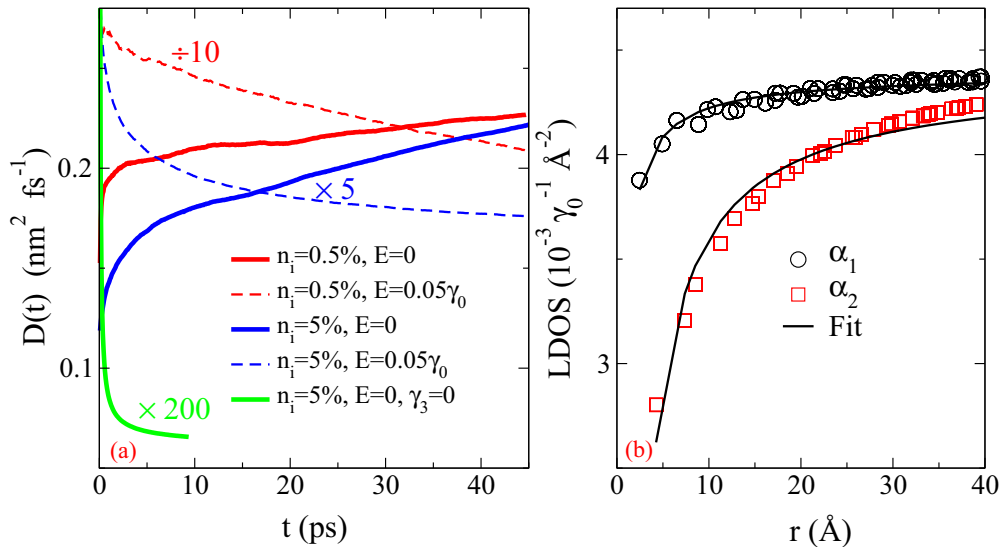 D(t) (nm² fs⁻¹)
0.2
0.1
÷10
× 5
× 200
nᵢ=0.5%, E=0
nᵢ=0.5%, E=0.05γ₀
nᵢ=5%, E=0
nᵢ=5%, E=0.05γ₀
nᵢ=5%, E=0, γ₃=0
(a)
0 10 20 30 40
t (ps)
LDOS (10⁻³ γ₀⁻¹ Å⁻²)
4
3
α₁
α₂
Fit
(b)
0 10 20 30 40
r (Å)